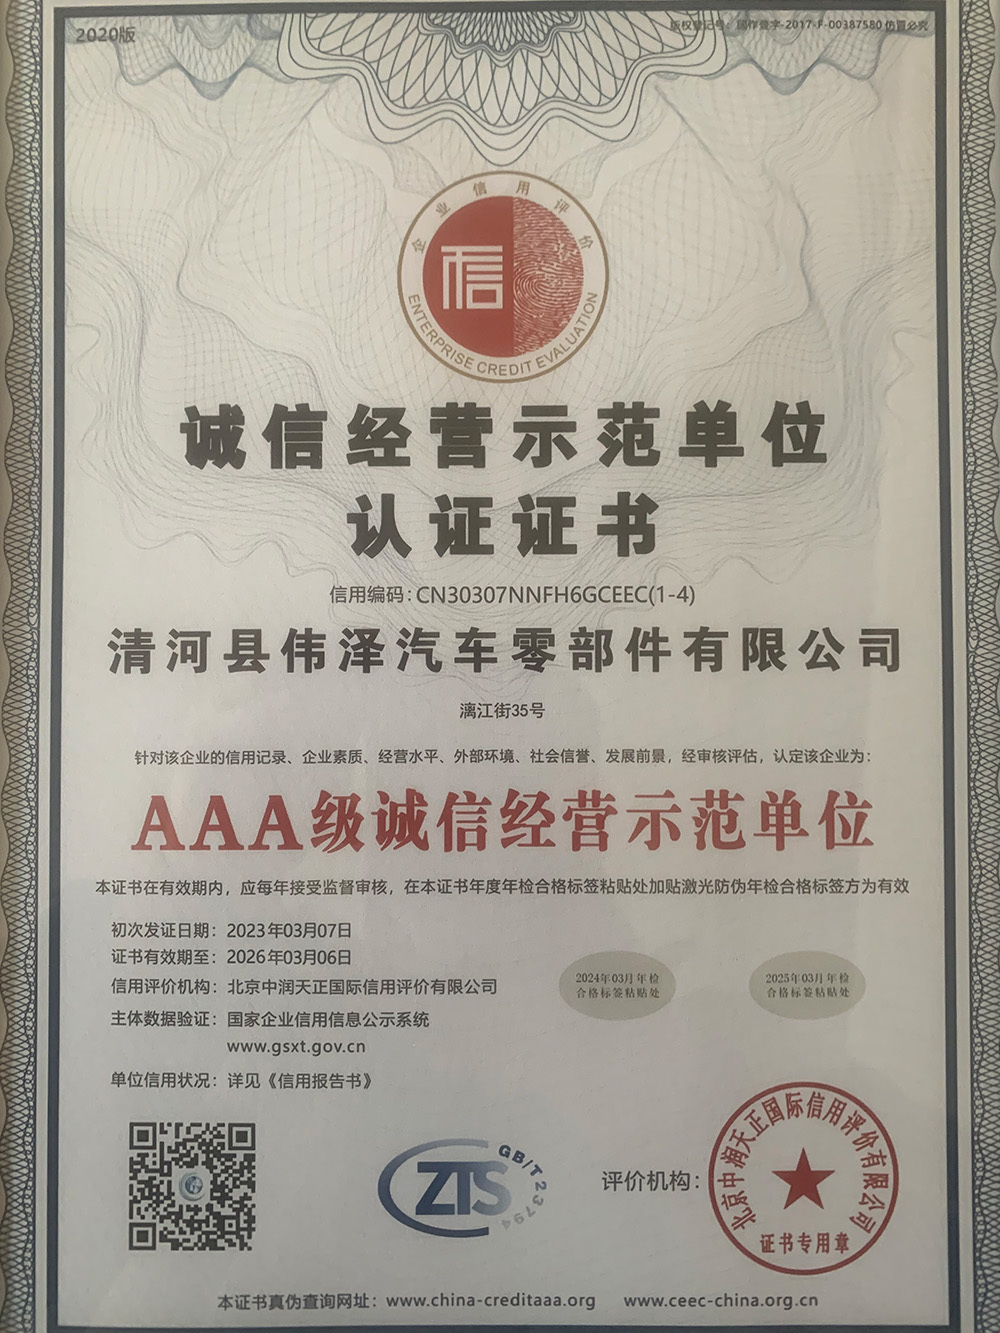 2020版
版权登记号：国作登字-2017-F-00387580 仿冒必究
企业信用评价
信
ENTERPRISE CREDIT EVALUATION
诚信经营示范单位
认证证书
信用编码：CN30307NNFH6GCEEC(1-4)
清河县伟泽汽车零部件有限公司
漓江街35号
针对该企业的信用记录、企业素质、经营水平、外部环境、社会信誉、发展前景，经审核评估，认定该企业为：
AAA级诚信经营示范单位
本证书在有效期内，应每年接受监督审核，在本证书年度年检合格标签粘贴处加贴激光防伪年检合格标签方为有效
初次发证日期：2023年03月07日
证书有效期至：2026年03月06日
信用评价机构：北京中润天正国际信用评价有限公司
2024年03月年检
合格标签粘贴处
2025年03月年检
合格标签粘贴处
主体数据验证：国家企业信用信息公示系统
www.gsxt.gov.cn
单位信用状况：详见《信用报告书》
ZTS
GB/T23794
评价机构：
北京中润天正国际信用评价有限公司
证书专用章
本证书真伪查询网址：www.china-creditaaa.org www.ceec-china.org.cn